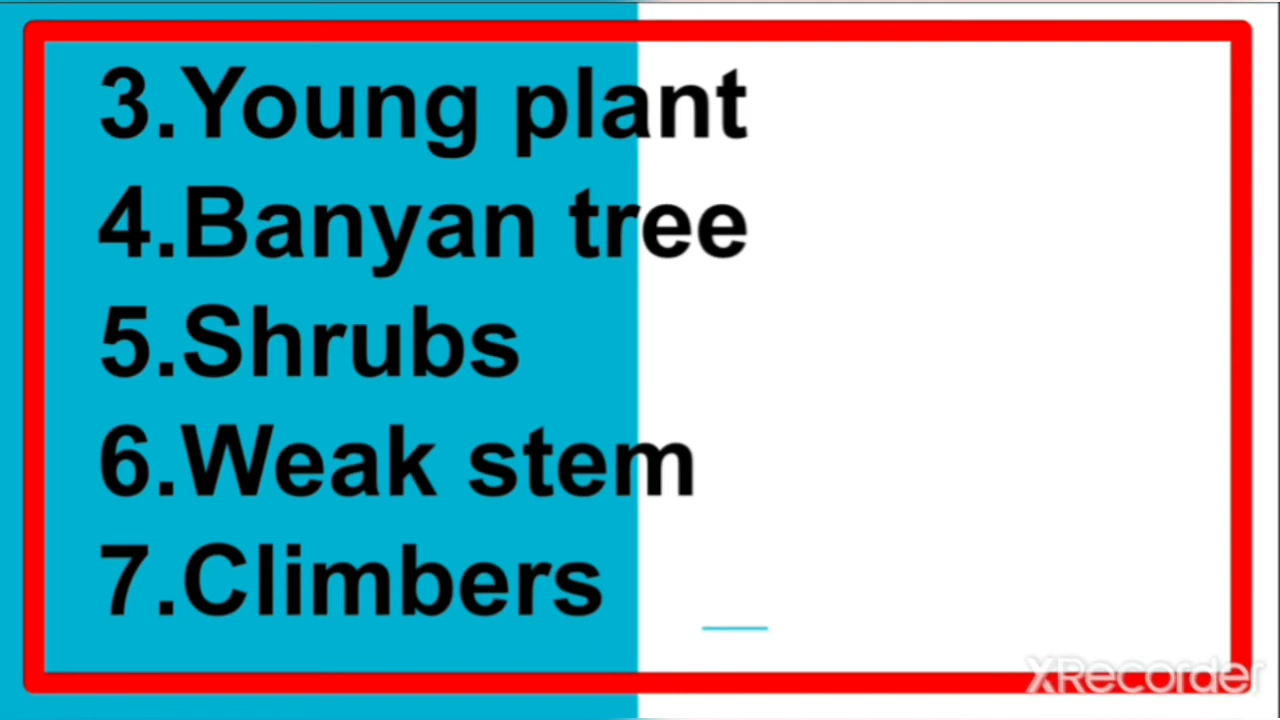 3.Young plant
4.Banyan tree
5.Shrubs
6.Weak stem
7.Climbers
XRecorder